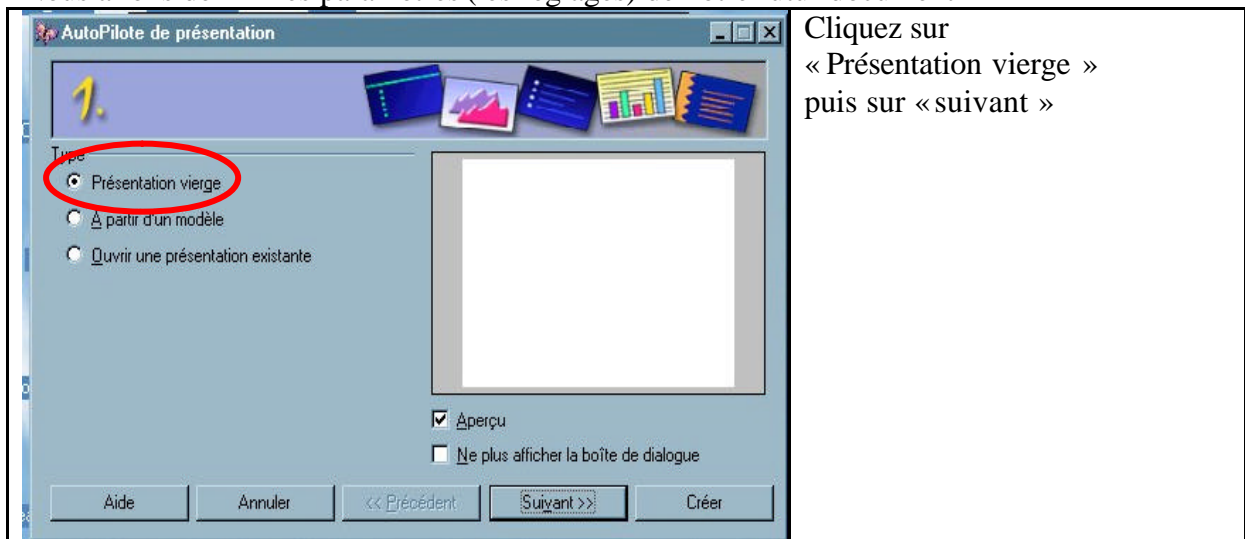 AutoPilote de présentation
1.
Type
Présentation vierge
A partir d'un modèle
Ouvrir une présentation existante
Aperçu
Ne plus afficher la boîte de dialogue
Aide
Annuler
<< Précédent
Suivant >>
Créer
Cliquez sur
« Présentation vierge »
puis sur « suivant »